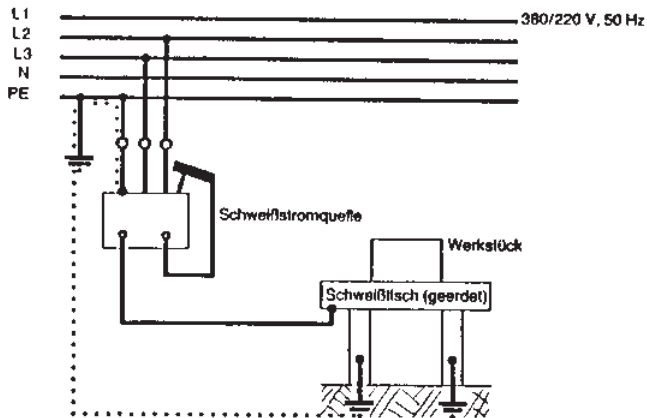 L1
380/220 V, 50 Hz
L2
L3
N
PE
Schweißstromquelle
Werkstück
Schweißtisch (geerdet)